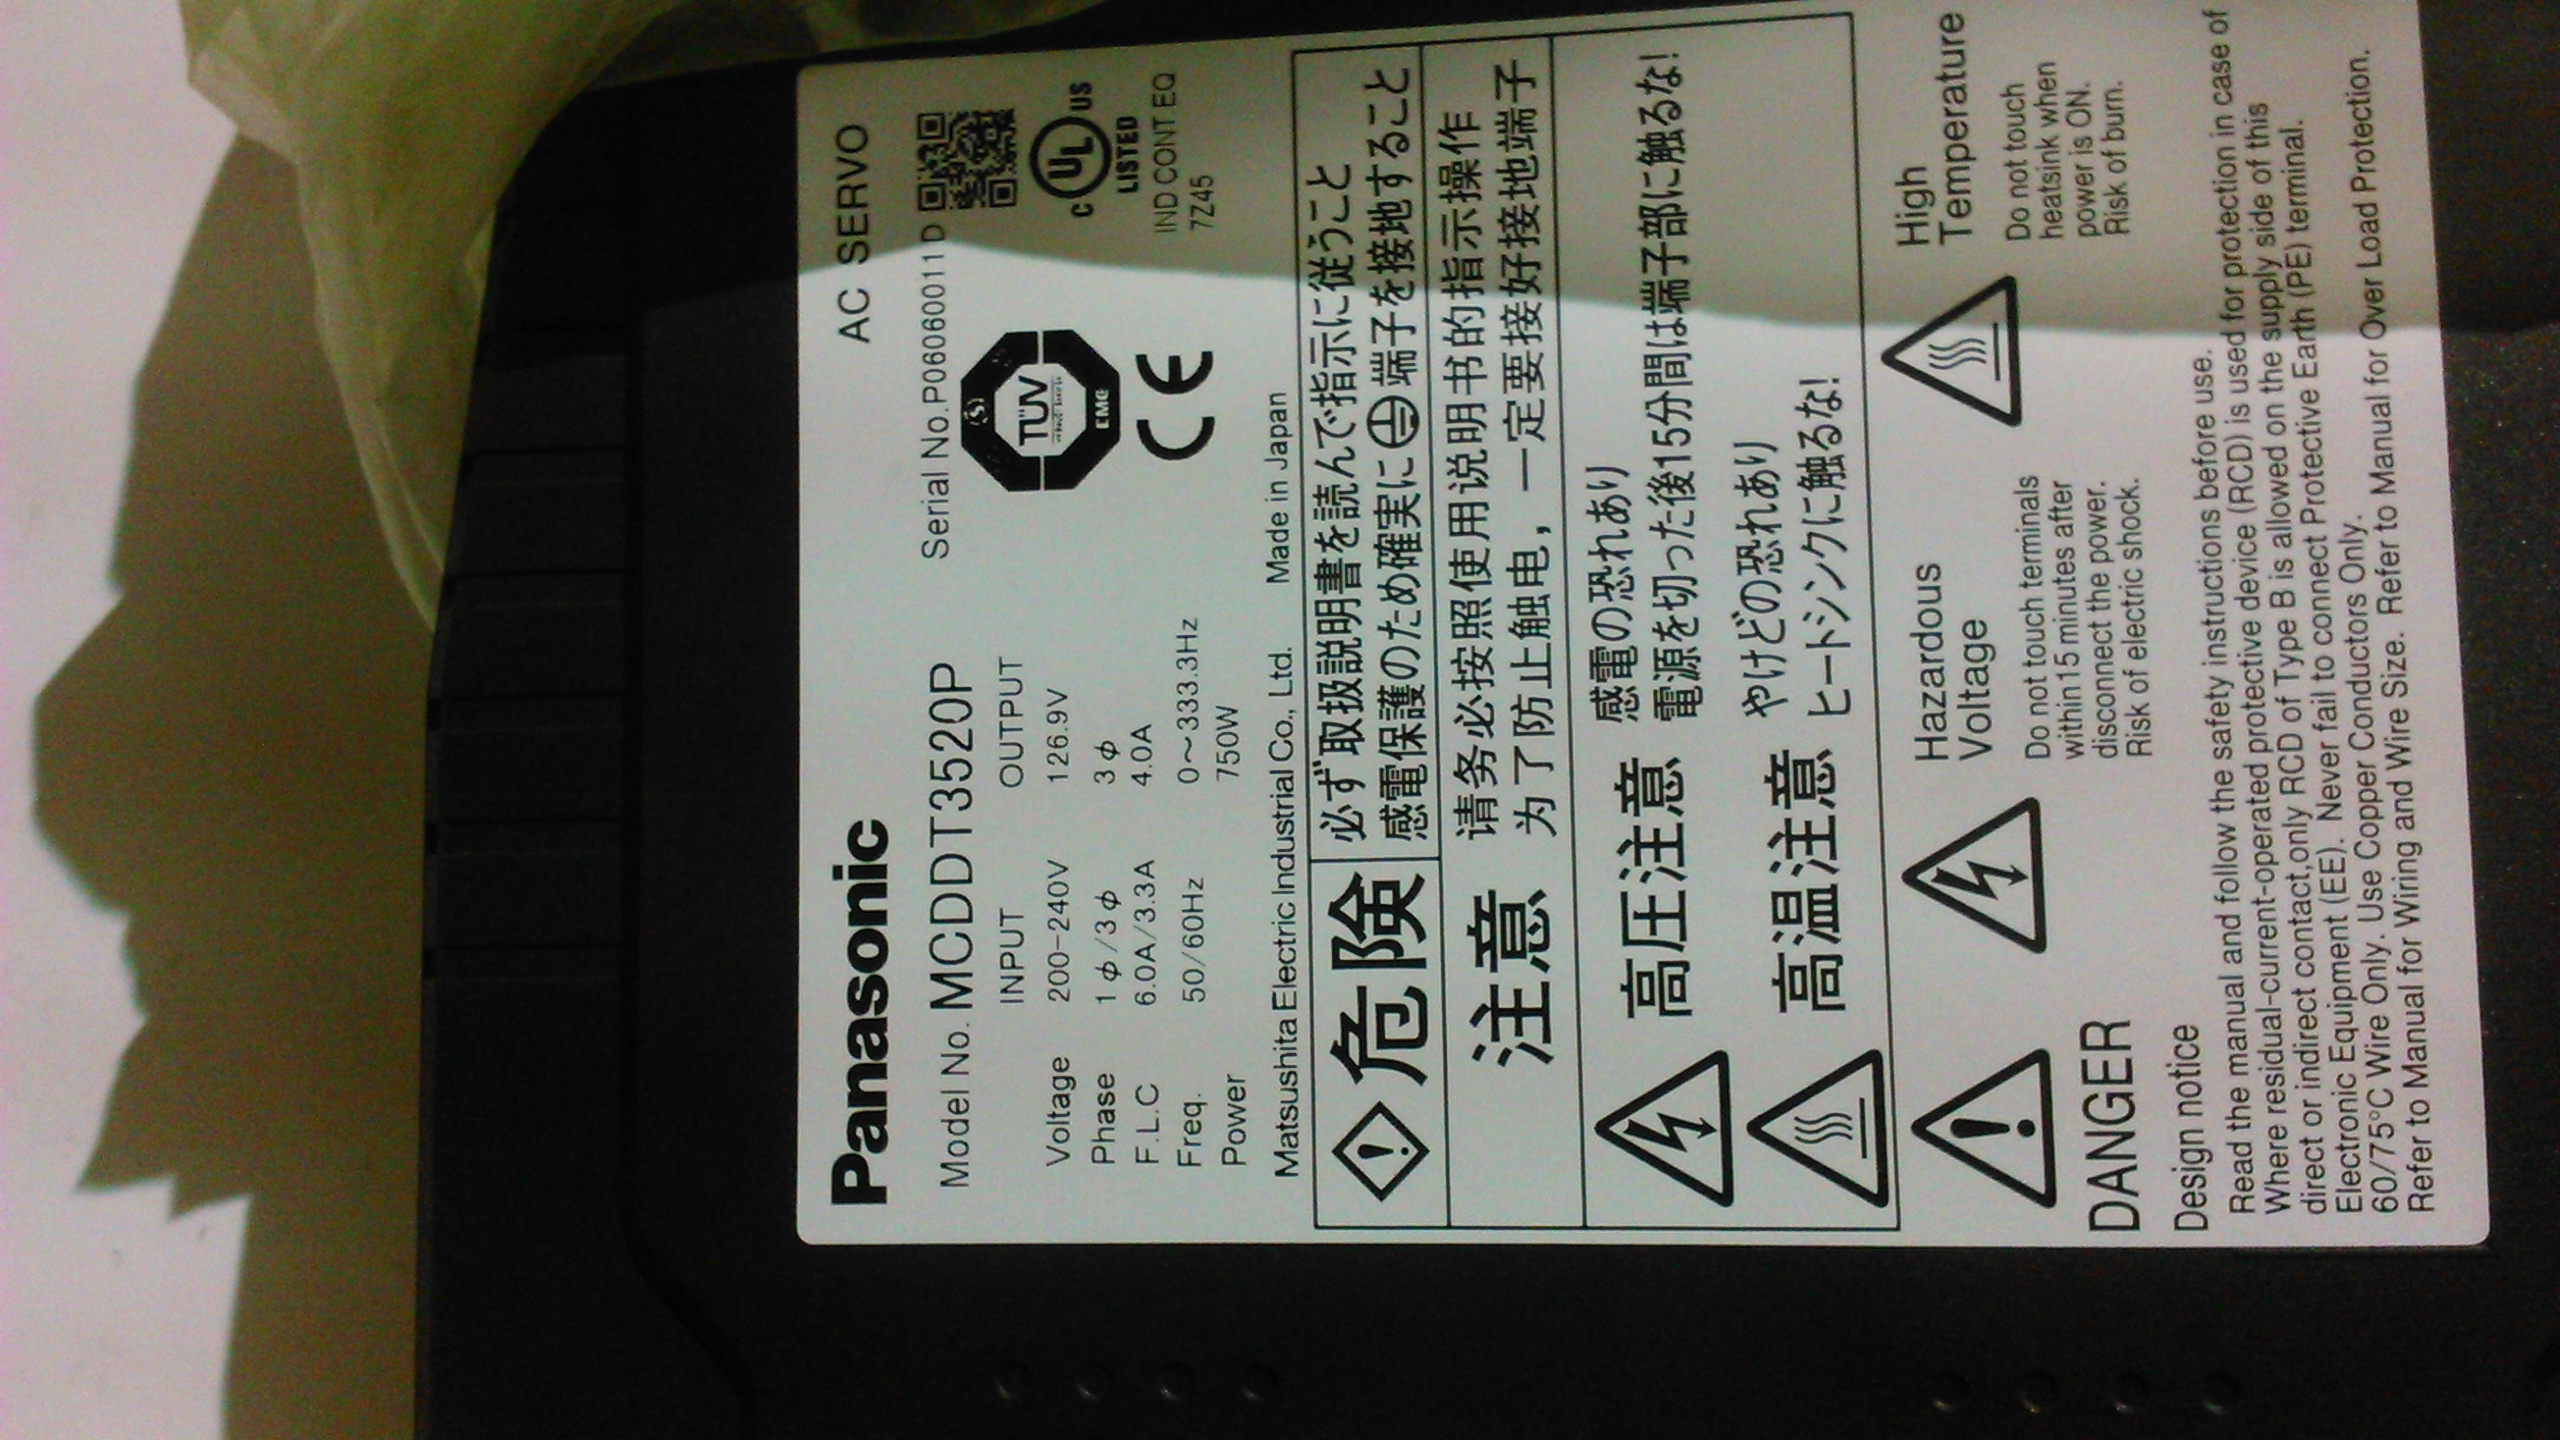 Panasonic AC SERVO
Model No. MCDDT3520P Serial No.P06060011D
INPUT OUTPUT
Voltage 200-240V 126.9V
Phase 1ϕ/3ϕ 3ϕ
F.L.C 6.0A/3.3A 4.0A
Freq. 50/60Hz 0～333.3Hz
Power 750W
TÜV
EMC
CE
C UL US
LISTED
IND CONT EQ
7Z45
Matsushita Electric Industrial Co., Ltd. Made in Japan
危険 必ず取扱説明書を読んで指示に従うこと
感電保護のため確実に端子を接地すること
注意 请务必按照使用说明书的指示操作
为了防止触电，一定要接好接地端子
高圧注意 感電の恐れあり
電源を切った後15分間は端子部に触るな!
高温注意 やけどの恐れあり
ヒートシンクに触るな!
DANGER
Hazardous
Voltage
Do not touch terminals
within15 minutes after
disconnect the power.
Risk of electric shock.
High
Temperature
Do not touch
heatsink when
power is ON.
Risk of burn.
Design notice
Read the manual and follow the safety instructions before use.
Where residual-current-operated protective device (RCD) is used for protection in case of
direct or indirect contact,only RCD of Type B is allowed on the supply side of this
Electronic Equipment (EE). Never fail to connect Protective Earth (PE) terminal.
60/75°C Wire Only. Use Copper Conductors Only.
Refer to Manual for Wiring and Wire Size. Refer to Manual for Over Load Protection.